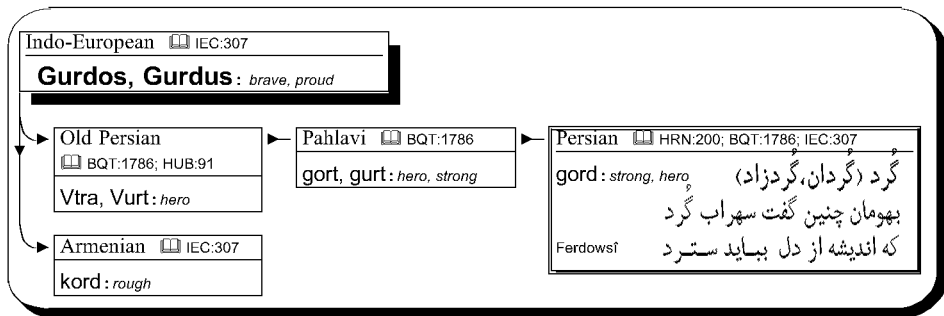 Indo-European 🕮 IEC:307
Gurdos, Gurdus: brave, proud
Old Persian
🕮 BQT:1786; HUB:91
Vtra, Vurt: hero
Pahlavi 🕮 BQT:1786
gort, gurt: hero, strong
Persian 🕮 HRN:200; BQT:1786; IEC:307
gord: strong, hero گُرد (گُردان، گُردزاد)
بهومان چنین گفت سهراب گُرد
Ferdowsî که اندیشه از دل ببـاید ستـرد
Armenian 🕮 IEC:307
kord: rough